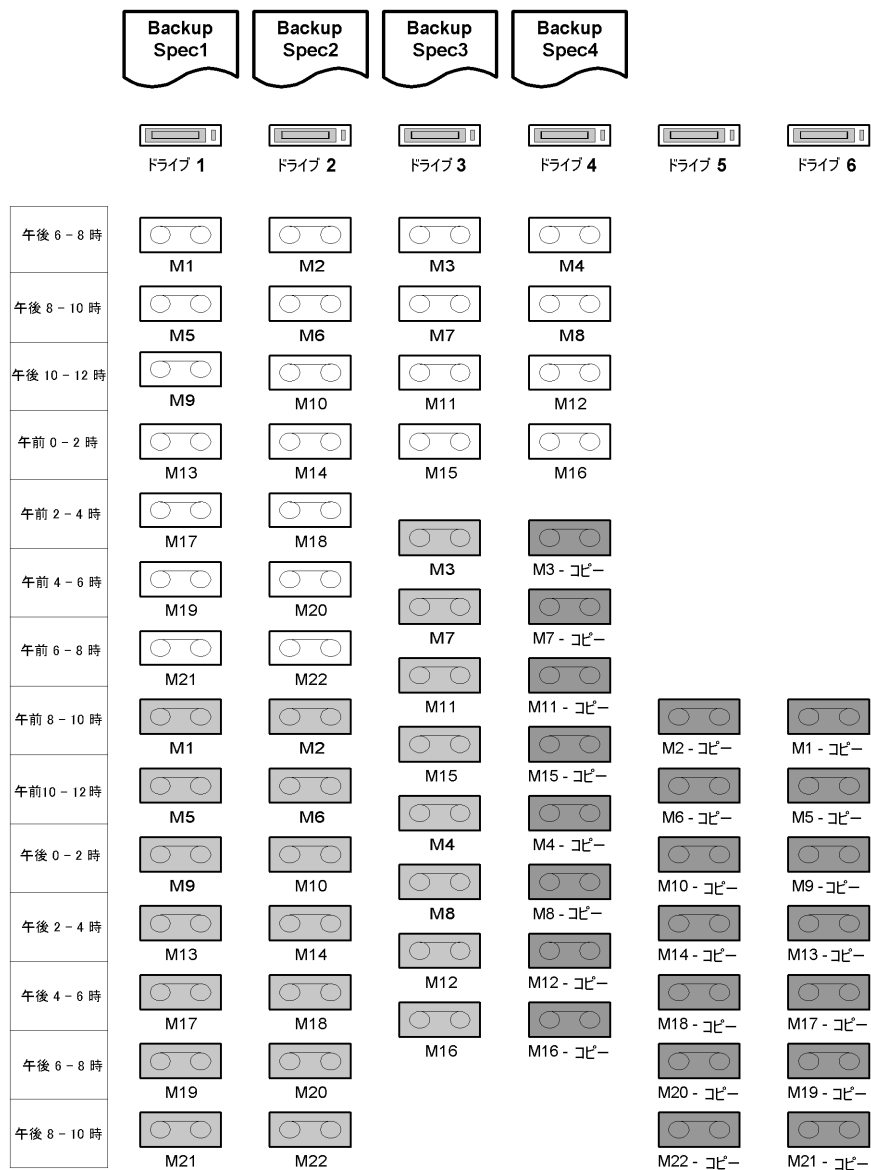 Backup Spec1
Backup Spec2
Backup Spec3
Backup Spec4
ドライブ 1
ドライブ 2
ドライブ 3
ドライブ 4
ドライブ 5
ドライブ 6
午後 6 - 8 時
M1
M2
M3
M4
午後 8 - 10 時
M5
M6
M7
M8
午後 10 - 12 時
M9
M10
M11
M12
午前 0 - 2 時
M13
M14
M15
M16
午前 2 - 4 時
M17
M18
M3
M3 - コピー
午前 4 - 6 時
M19
M20
M7
M7 - コピー
午前 6 - 8 時
M21
M22
M11
M11 - コピー
午前 8 - 10 時
M1
M2
M15
M15 - コピー
M2 - コピー
M1 - コピー
午前10 - 12 時
M5
M6
M4
M4 - コピー
M6 - コピー
M5 - コピー
午後 0 - 2 時
M9
M10
M8
M8 - コピー
M10 - コピー
M9 - コピー
午後 2 - 4 時
M13
M14
M12
M12 - コピー
M14 - コピー
M13 - コピー
午後 4 - 6 時
M17
M18
M16
M16 - コピー
M18 - コピー
M17 - コピー
午後 6 - 8 時
M19
M20
M20 - コピー
M19 - コピー
午後 8 - 10 時
M21
M22
M22 - コピー
M21 - コピー